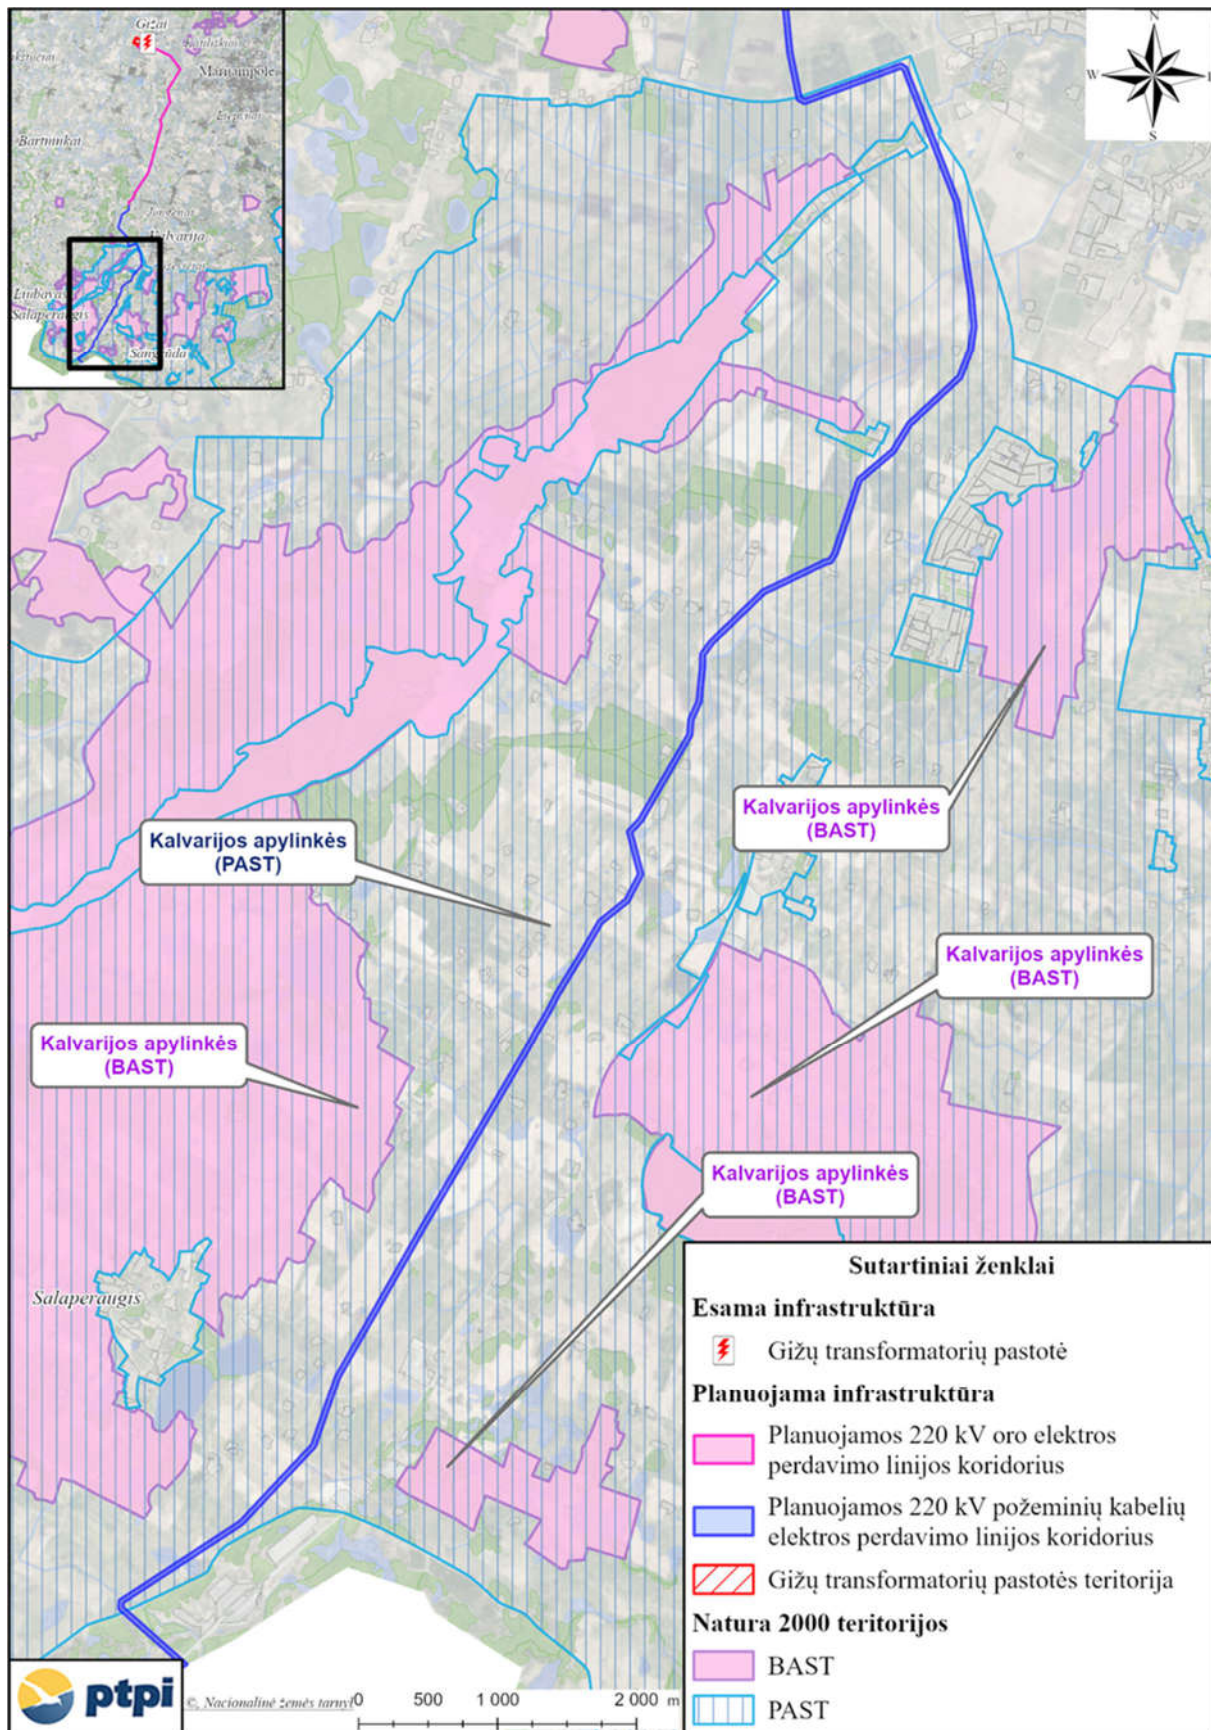 Gižai
Marijampolė
Bartninkai
Kalvarija
Liubavas
Salaperaugis
Sangrūda
N
W
E
S
Kalvarijos apylinkės
(BAST)
Kalvarijos apylinkės
(PAST)
Kalvarijos apylinkės
(BAST)
Kalvarijos apylinkės
(BAST)
Kalvarijos apylinkės
(BAST)
Salaperaugis
Sutartiniai ženklai
Esama infrastruktūra
Gižų transformatorių pastotė
Planuojama infrastruktūra
Planuojamos 220 kV oro elektros
perdavimo linijos koridorius
Planuojamos 220 kV požeminių kabelių
elektros perdavimo linijos koridorius
Gižų transformatorių pastotės teritorija
Natura 2000 teritorijos
BAST
PAST
ptpi
©, Nacionalinė žemės tarnyb
0 500 1 000 2 000 m